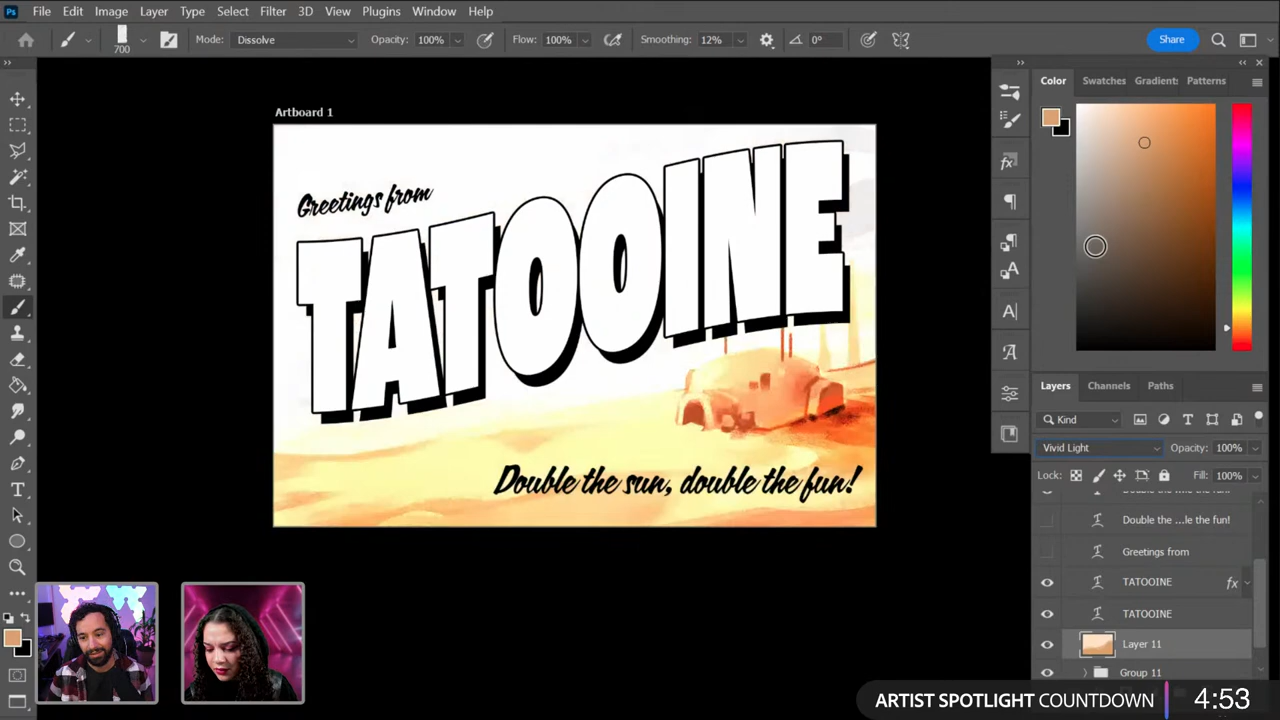 Ps File Edit Image Layer Type Select Filter 3D View Plugins Window Help
700 Mode: Dissolve Opacity: 100% Flow: 100% Smoothing: 12% 0° Share
Artboard 1
Greetings from
TATOOINE
Double the sun, double the fun!
Color Swatches Gradient: Patterns
Layers Channels Paths
Kind
Vivid Light Opacity: 100%
Lock: Fill: 100%
Double the ...le the fun!
Greetings from
TATOOINE fx
TATOOINE
Layer 11
Group 11
ARTIST SPOTLIGHT COUNTDOWN 4:53